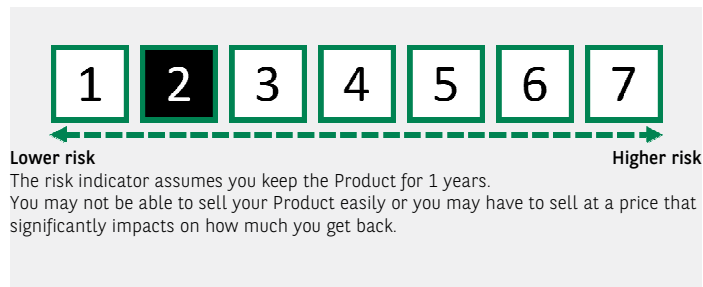 1 2 3 4 5 6 7
Lower risk Higher risk
The risk indicator assumes you keep the Product for 1 years.
You may not be able to sell your Product easily or you may have to sell at a price that
significantly impacts on how much you get back.